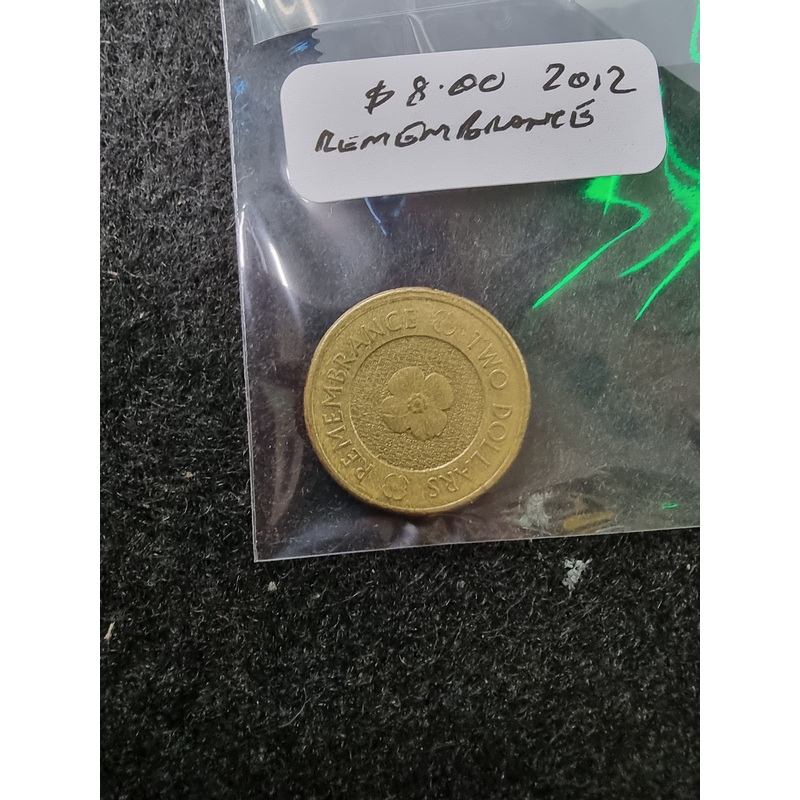 $8.00 2012
REMEMBRANCE
REMEMBRANCE TWO DOLLARS